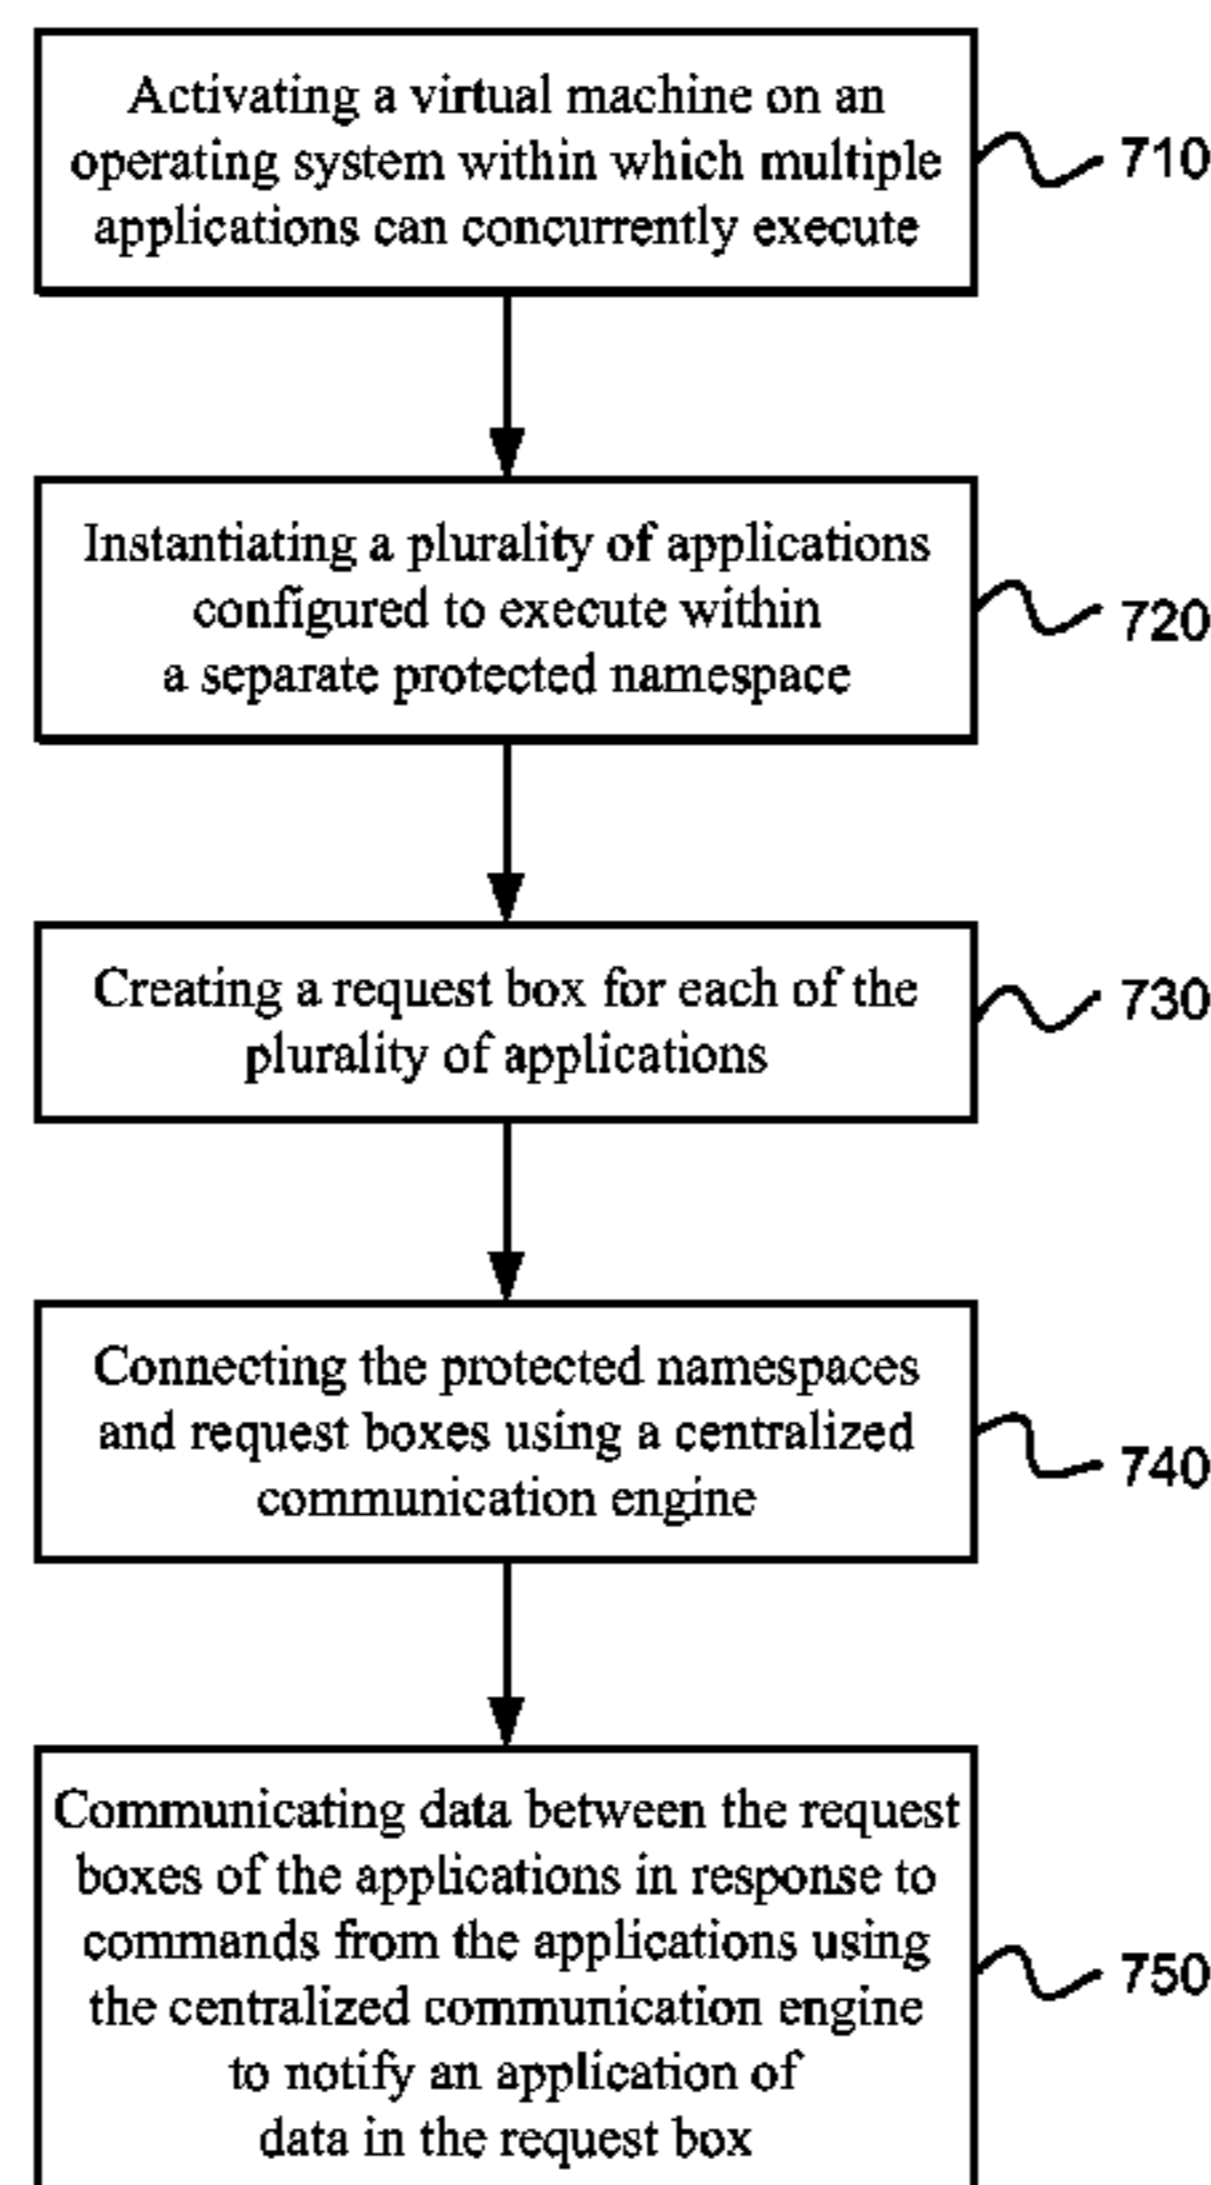 Activating a virtual machine on an
operating system within which multiple
applications can concurrently execute
710
Instantiating a plurality of applications
configured to execute within
a separate protected namespace
720
Creating a request box for each of the
plurality of applications
730
Connecting the protected namespaces
and request boxes using a centralized
communication engine
740
Communicating data between the request
boxes of the applications in response to
commands from the applications using
the centralized communication engine
to notify an application of
data in the request box
750